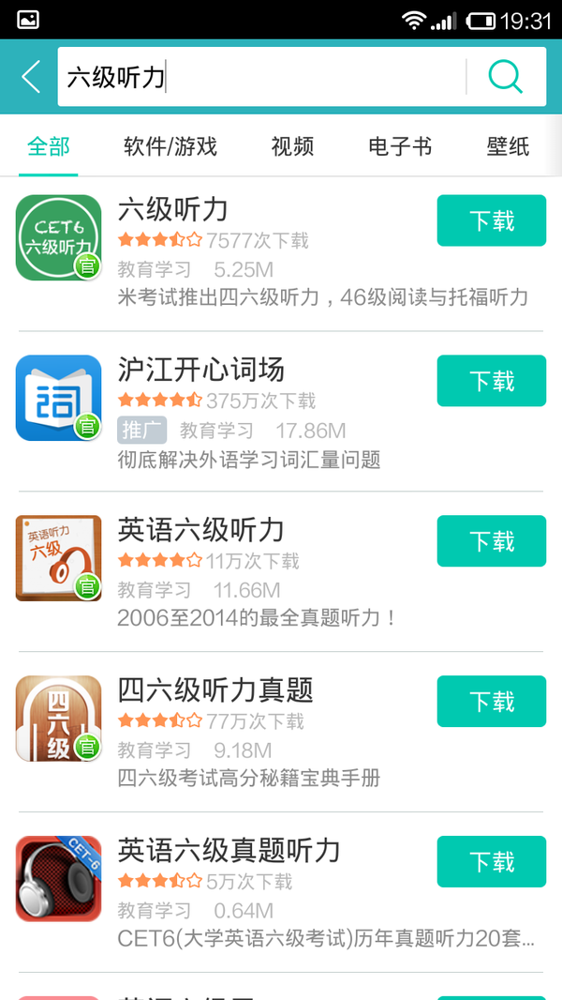 19:31
六级听力
全部 软件/游戏 视频 电子书 壁纸
CET6
六级听力
官
六级听力
7577次下载
教育学习 5.25M
米考试推出四六级听力，46级阅读与托福听力
下载
词
官
沪江开心词场
375万次下载
推广 教育学习 17.86M
彻底解决外语学习词汇量问题
下载
英语听力
六级
官
英语六级听力
11万次下载
教育学习 11.66M
2006至2014的最全真题听力！
下载
四六级
官
四六级听力真题
77万次下载
教育学习 9.18M
四六级考试高分秘籍宝典手册
下载
CET-6
英语六级真题听力
5万次下载
教育学习 0.64M
CET6(大学英语六级考试)历年真题听力20套...
下载